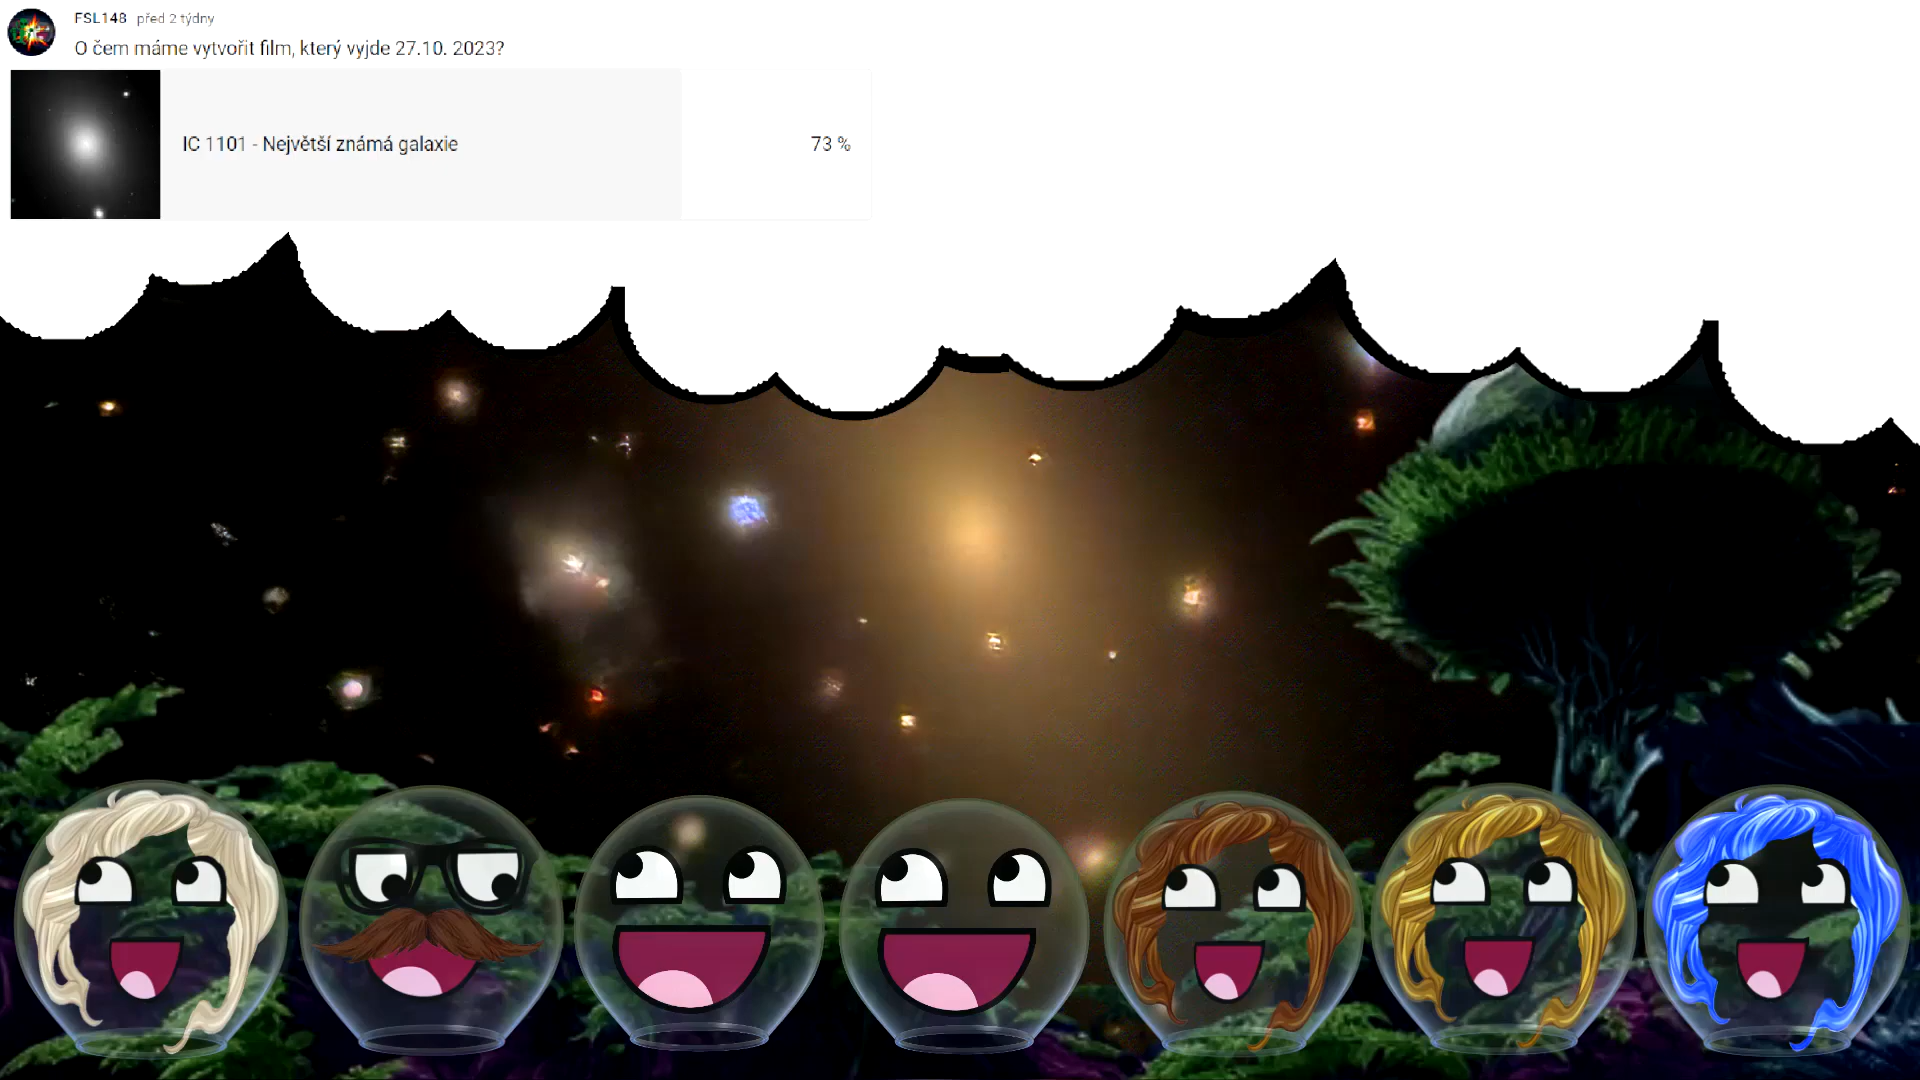 FSL148 před 2 týdny
O čem máme vytvořit film, který vyjde 27.10. 2023?
IC 1101 - Největší známá galaxie 73 %